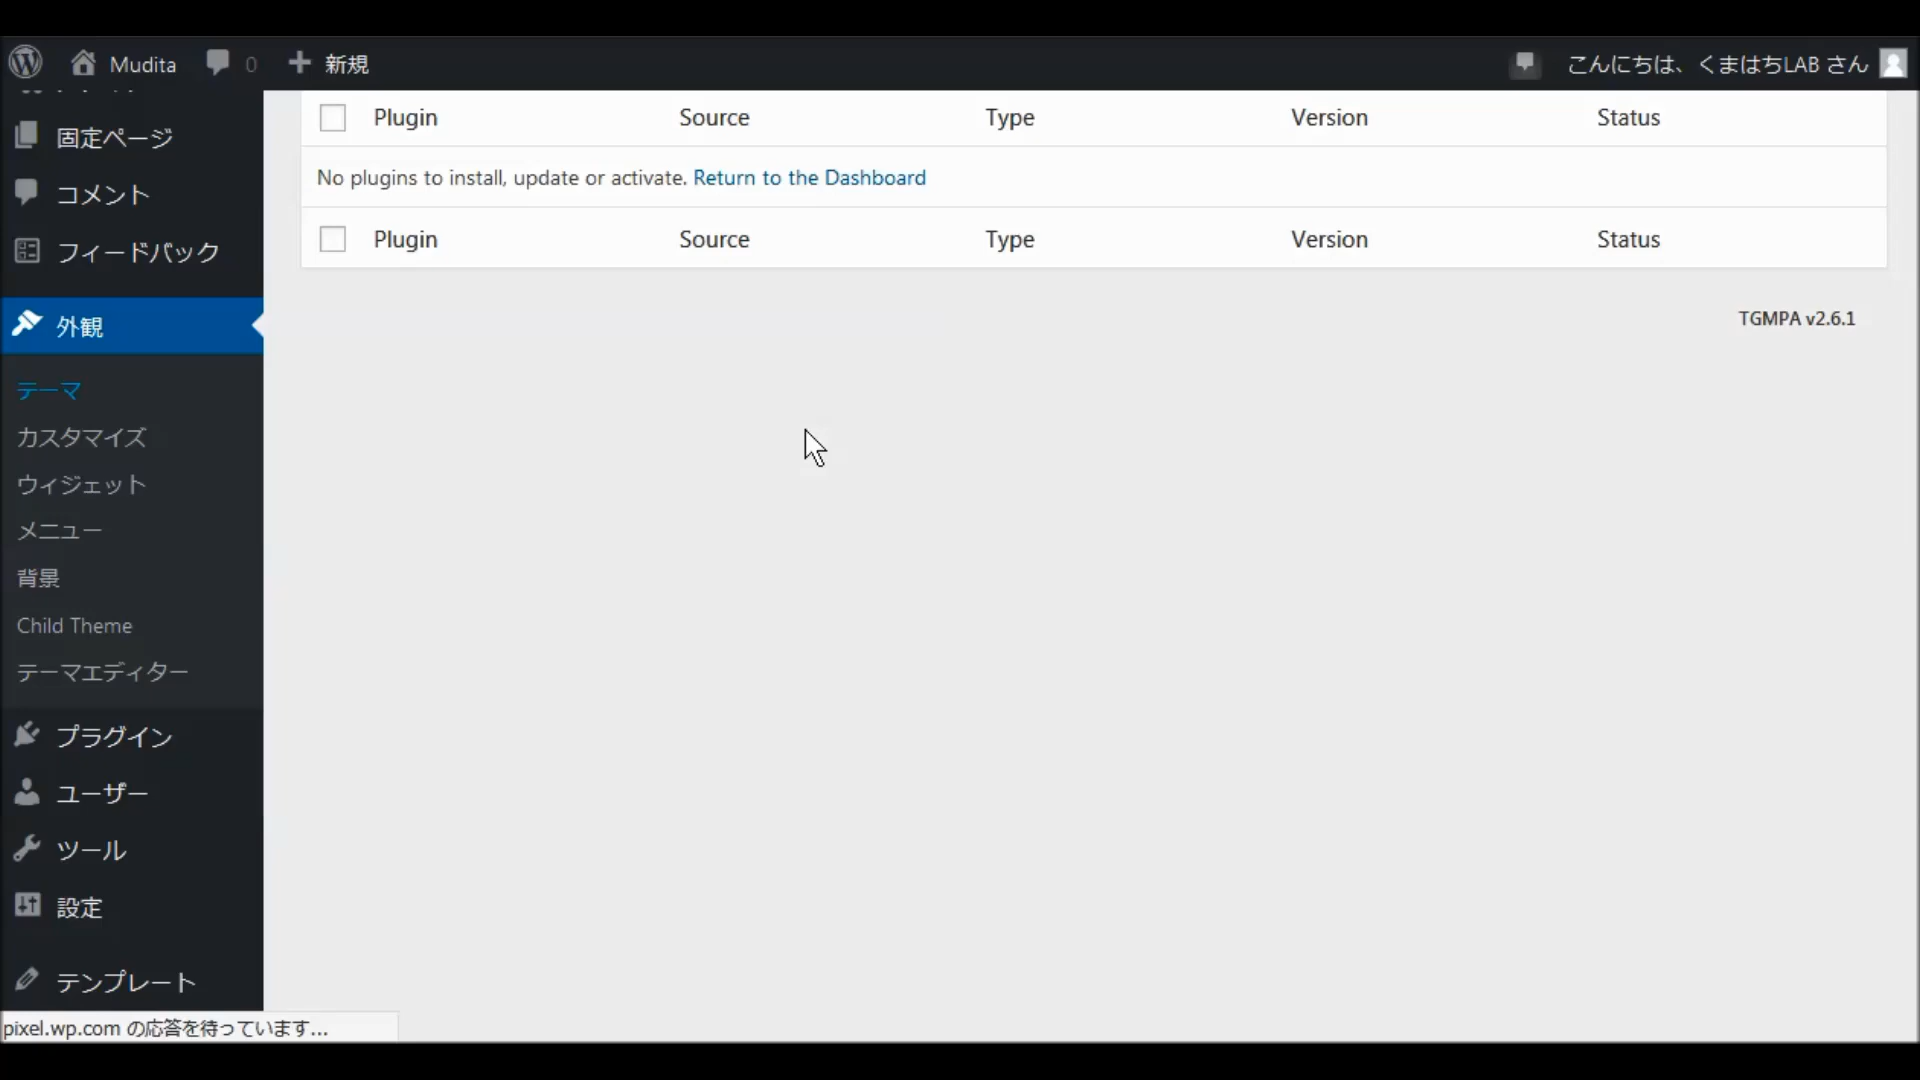 Mudita 0 新規 こんにちは、くまはちLAB さん
固定ページ
コメント
フィードバック
外観
テーマ
カスタマイズ
ウィジェット
メニュー
背景
Child Theme
テーマエディター
プラグイン
ユーザー
ツール
設定
テンプレート
Plugin Source Type Version Status
No plugins to install, update or activate. Return to the Dashboard
Plugin Source Type Version Status
TGMPA v2.6.1
pixel.wp.com の応答を待っています...